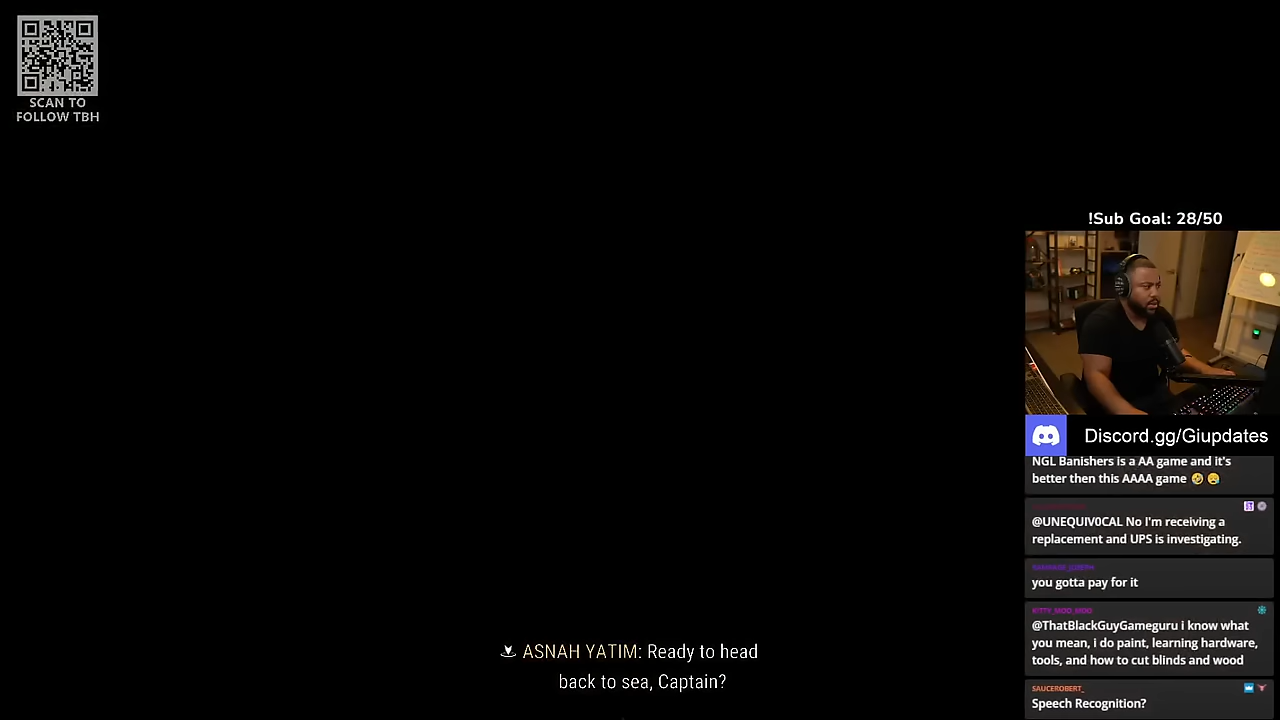 SCAN TO
FOLLOW TBH
!Sub Goal: 28/50
Discord.gg/Giupdates
NGL Banishers is a AA game and it's
better then this AAAA game 🤣 😪
@UNEQUIV0CAL No I'm receiving a
replacement and UPS is investigating.
you gotta pay for it
KITTY_MOO_MOO
@ThatBlackGuyGameguru i know what
you mean, i do paint, learning hardware,
tools, and how to cut blinds and wood
SAUCEROBERT_
Speech Recognition?
ASNAH YATIM: Ready to head
back to sea, Captain?